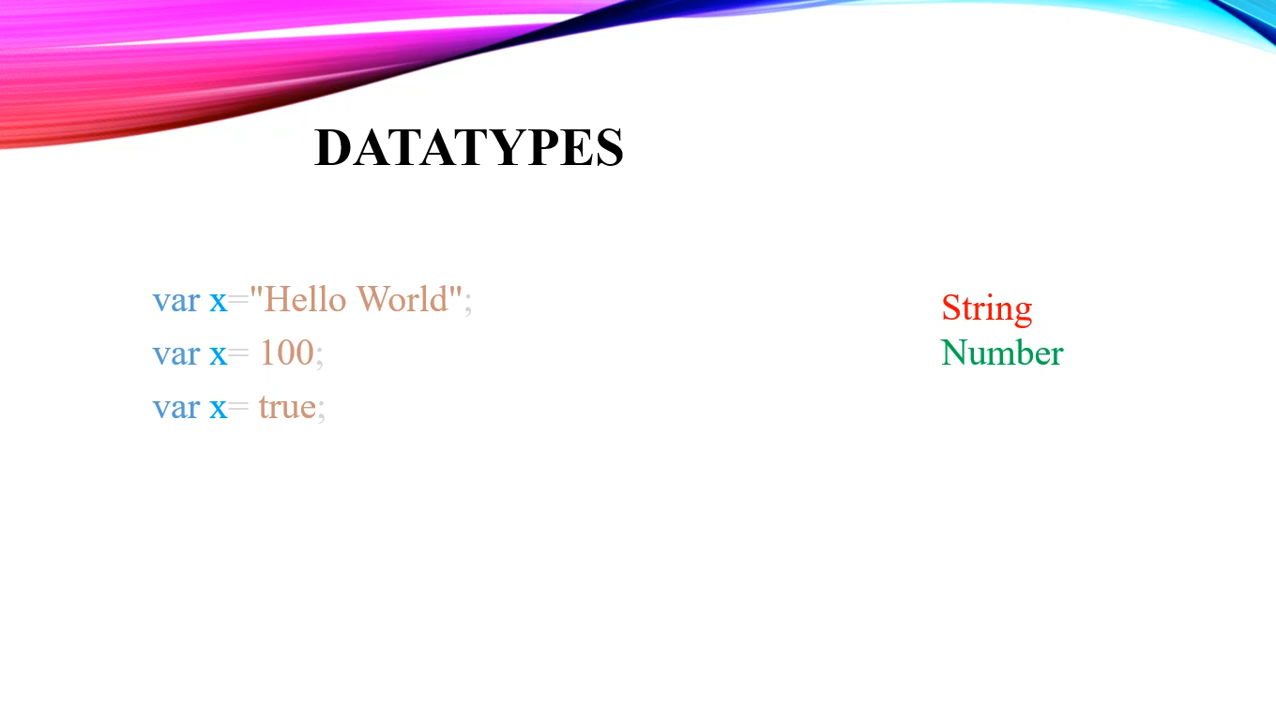 DATATYPES
var x="Hello World";
var x= 100;
var x= true;
String
Number